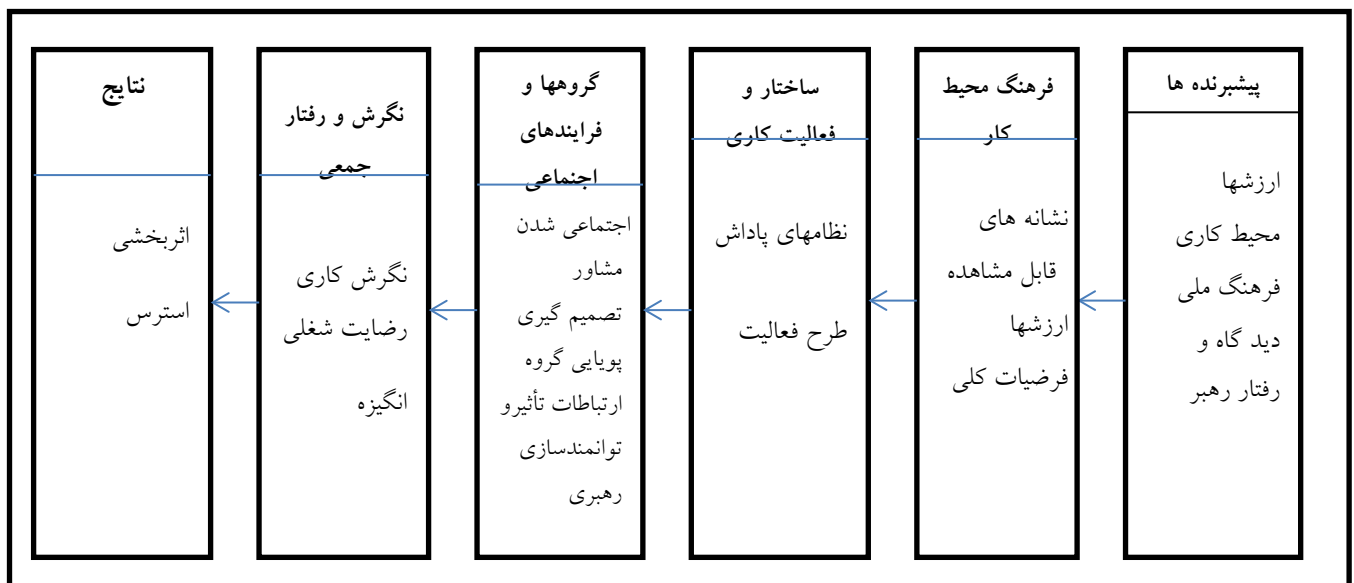 پیشبرنده ها
ارزشها
محیط کاری
فرهنگ ملی
دید گاه و
رفتار رهبر
فرهنگ محیط
کار
نشانه های
قابل مشاهده
ارزشها
فرضیات کلی
ساختار و
فعالیت کاری
نظامهای پاداش
طرح فعالیت
گروهها و
فرایندهای
اجتماعی
اجتماعی شدن
مشاور
تصمیم گیری
پویایی گروه
ارتباطات تأثیرو
توانمندسازی
رهبری
نگرش و رفتار
جمعی
نگرش کاری
رضایت شغلی
انگیزه
نتایج
اثربخشی
استرس